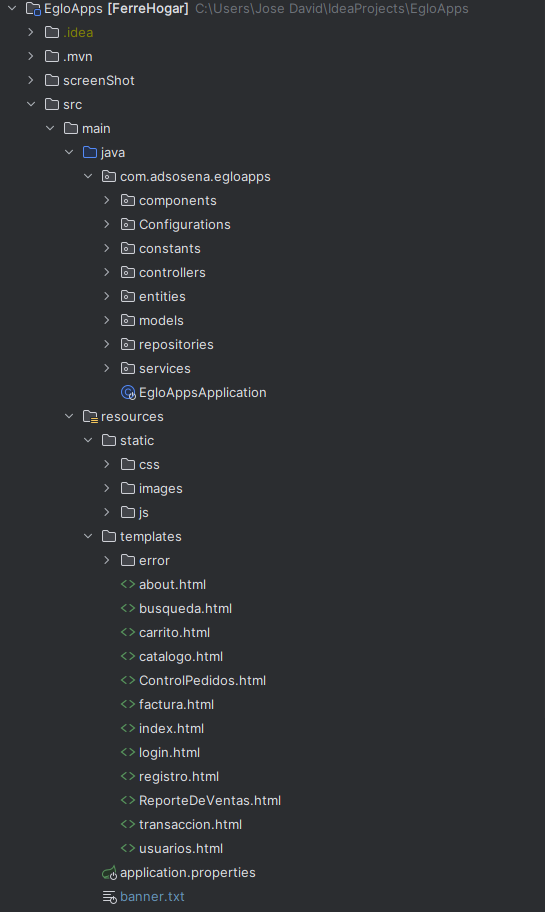 EgloApps [FerreHogar] C:\Users\Jose David\IdeaProjects\EgloApps
.idea
.mvn
screenShot
src
main
java
com.adsosena.egloapps
components
Configurations
constants
controllers
entities
models
repositories
services
EgloAppsApplication
resources
static
css
images
js
templates
error
about.html
busqueda.html
carrito.html
catalogo.html
ControlPedidos.html
factura.html
index.html
login.html
registro.html
ReporteDeVentas.html
transaccion.html
usuarios.html
application.properties
banner.txt